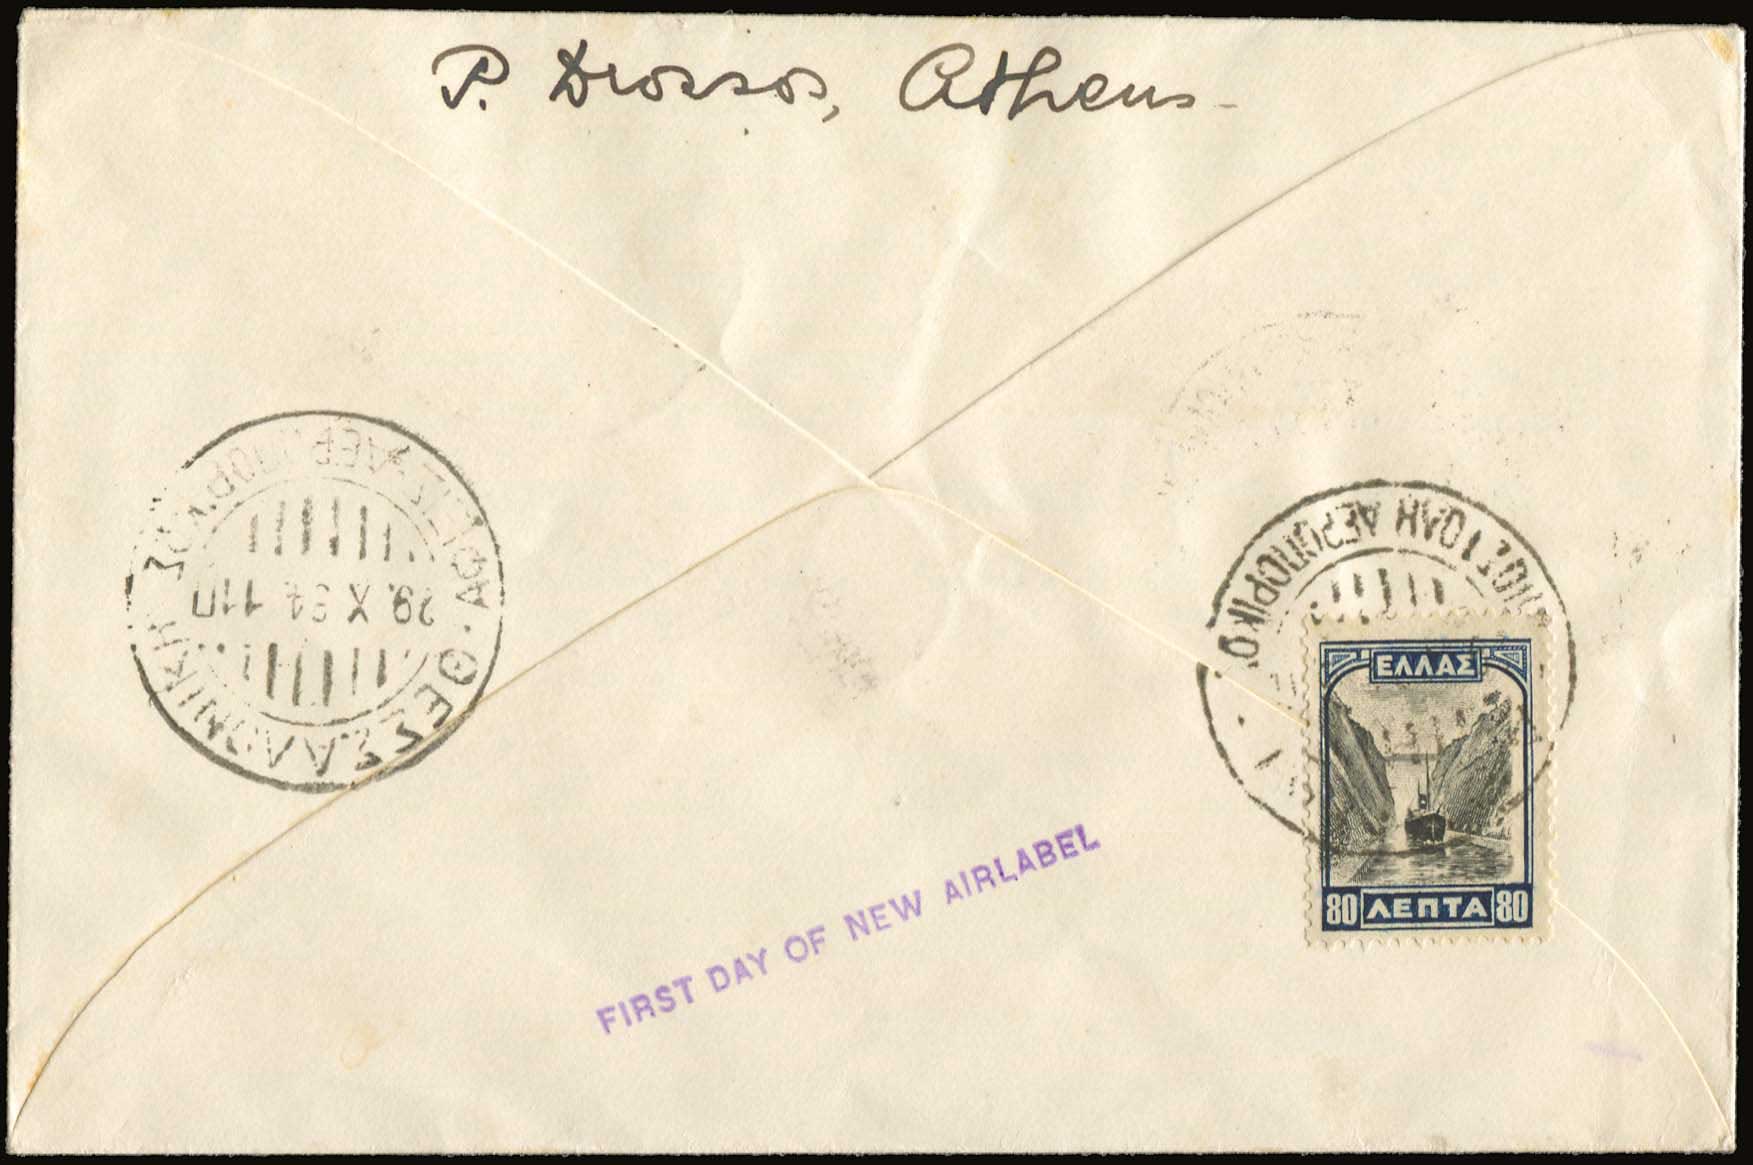 P. Drossos, Athens
ΘΕΣΣΑΛΟΝΙΚΗ
29. X 34 11Π
ΑΕΡΟΠΟΡΙΚΟ
ΕΛΛΑΣ
80 ΛΕΠΤΑ 80
FIRST DAY OF NEW AIRLABEL